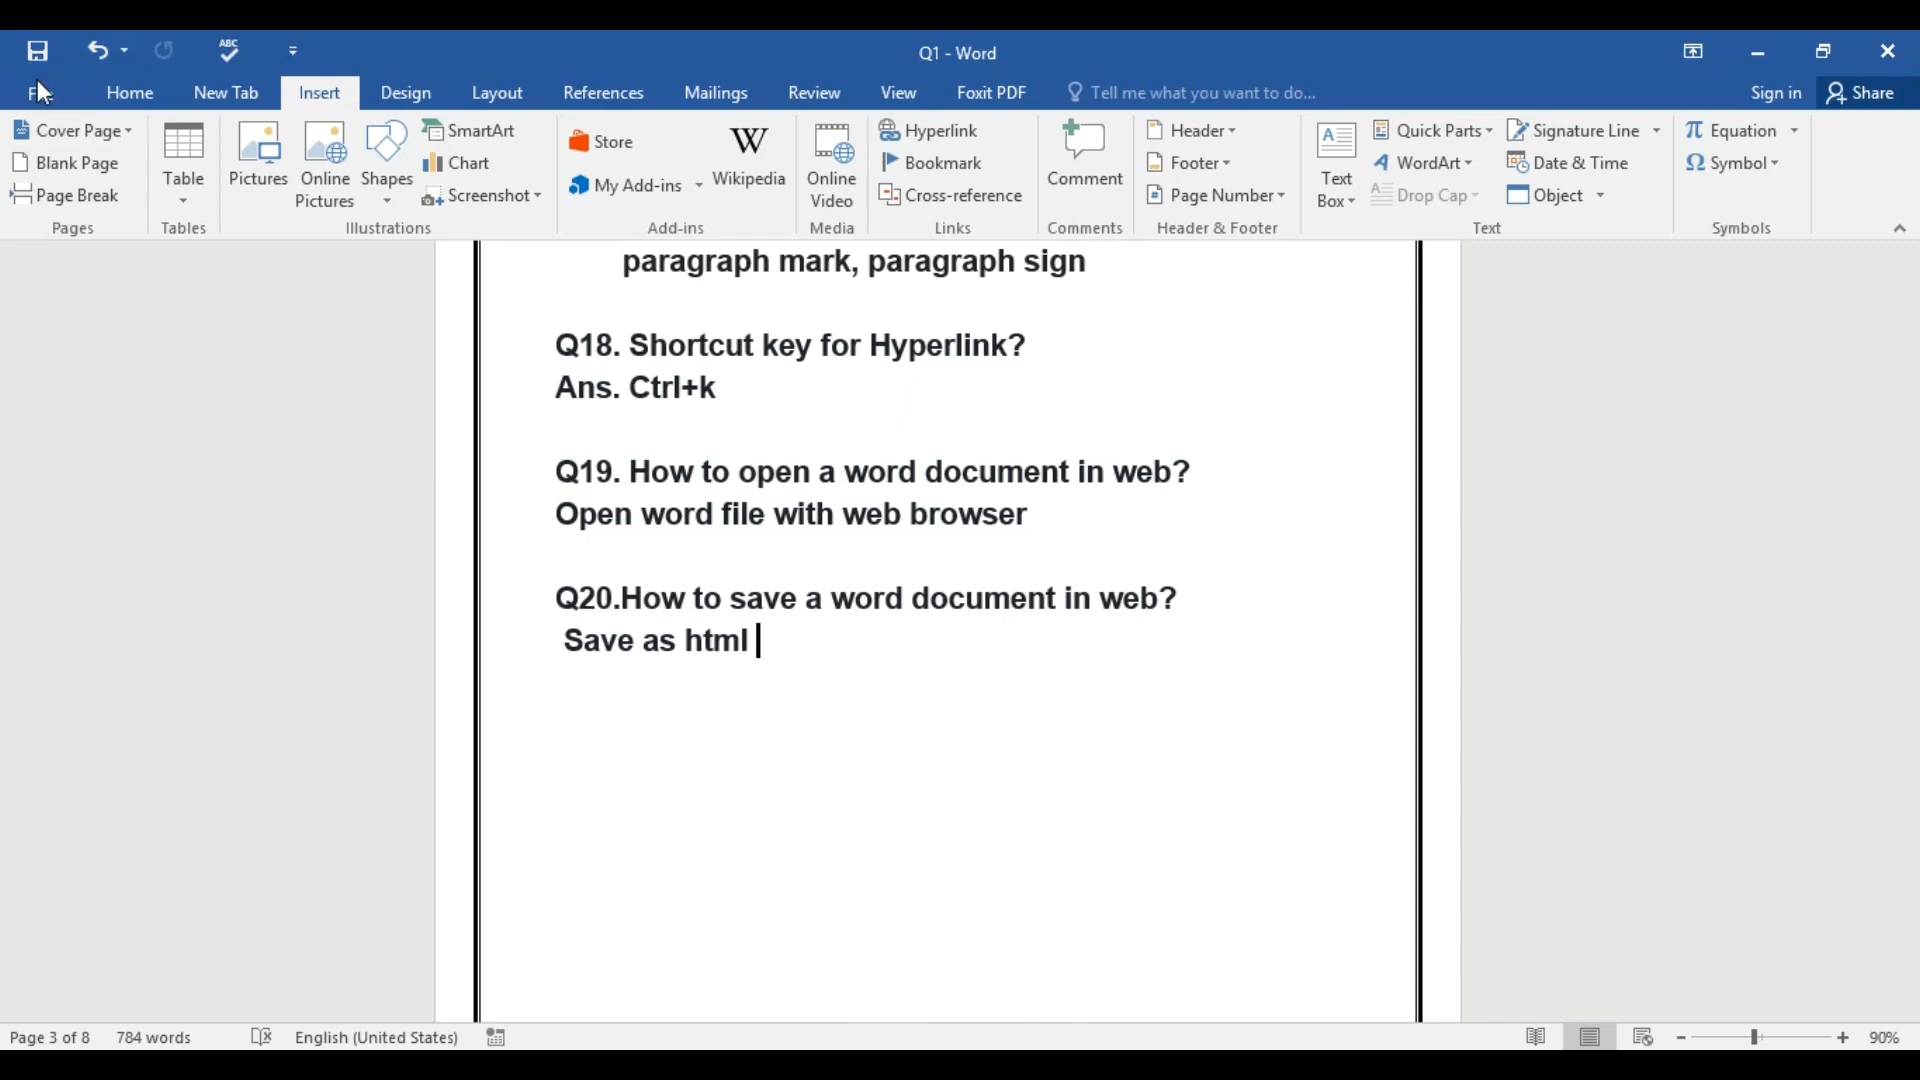 ABC
Q1 - Word
Home New Tab Insert Design Layout References Mailings Review View Foxit PDF Tell me what you want to do... Sign in Share
Cover Page
Blank Page
Page Break
Pages
Table
Tables
Pictures
Online Pictures
Shapes
SmartArt
Chart
Screenshot
Illustrations
Store
My Add-ins
W
Wikipedia
Add-ins
Online Video
Media
Hyperlink
Bookmark
Cross-reference
Links
Comment
Comments
Header
Footer
Page Number
Header & Footer
Text Box
Quick Parts
WordArt
Drop Cap
Signature Line
Date & Time
Object
Text
Equation
Symbol
Symbols
paragraph mark, paragraph sign
Q18. Shortcut key for Hyperlink?
Ans. Ctrl+k
Q19. How to open a word document in web?
Open word file with web browser
Q20.How to save a word document in web?
Save as html
Page 3 of 8 784 words English (United States) 90%